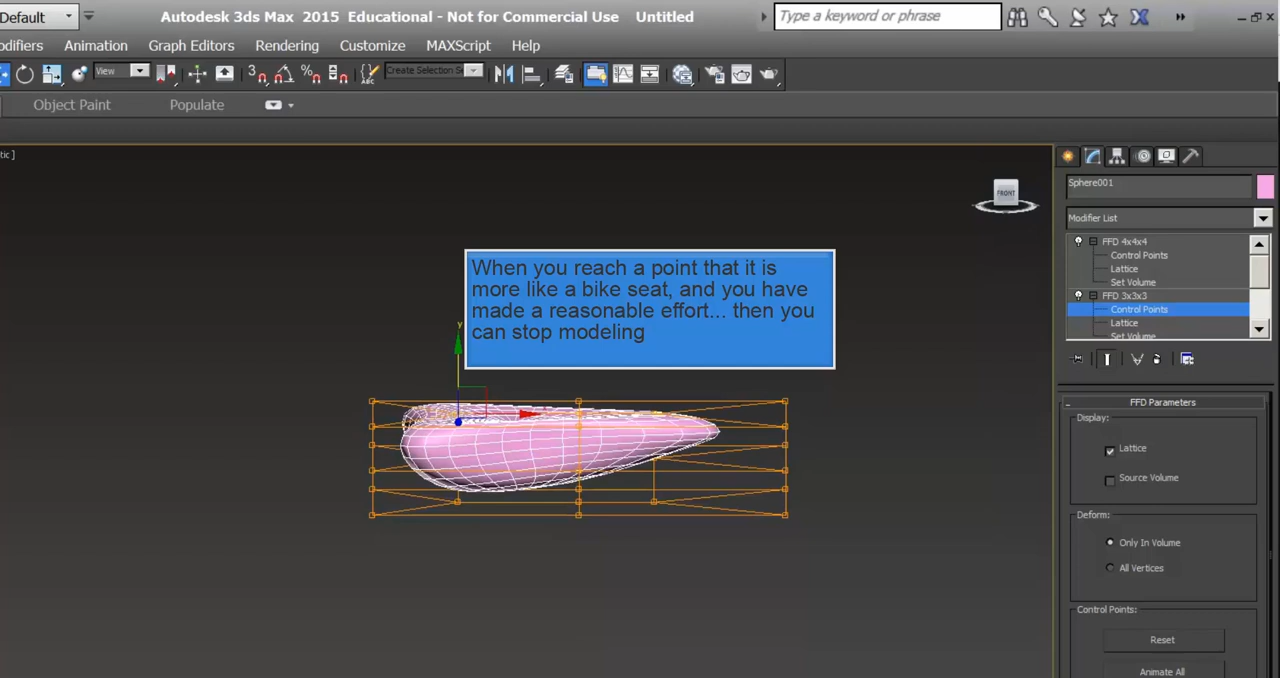 Default
Autodesk 3ds Max 2015 Educational - Not for Commercial Use Untitled
Type a keyword or phrase
odifiers Animation Graph Editors Rendering Customize MAXScript Help
View
3
%
ABC
Create Selection Se
Object Paint Populate
tic ]
FRONT
Sphere001
Modifier List
FFD 4x4x4
Control Points
Lattice
Set Volume
FFD 3x3x3
Control Points
Lattice
Set Volume
When you reach a point that it is
more like a bike seat, and you have
made a reasonable effort... then you
can stop modeling
y
FFD Parameters
Display:
Lattice
Source Volume
Deform:
Only In Volume
All Vertices
Control Points:
Reset
Animate All